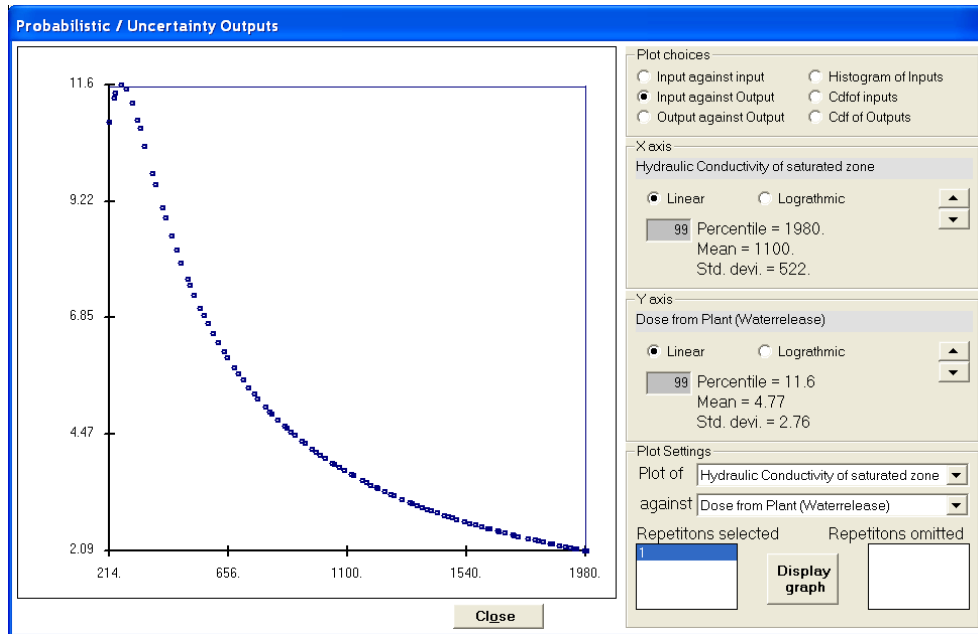 Probabilistic / Uncertainty Outputs
11.6
9.22
6.85
4.47
2.09
214.
656.
1100.
1540.
1980.
Close
Plot choices
Input against input
Histogram of Inputs
Input against Output
Cdfof inputs
Output against Output
Cdf of Outputs
X axis
Hydraulic Conductivity of saturated zone
Linear
Lograthmic
99 Percentile = 1980.
Mean = 1100.
Std. devi. = 522.
Y axis
Dose from Plant (Waterrelease)
Linear
Lograthmic
99 Percentile = 11.6
Mean = 4.77
Std. devi. = 2.76
Plot Settings
Plot of Hydraulic Conductivity of saturated zone
against Dose from Plant (Waterrelease)
Repetitons selected
Repetitons omitted
1
Display
graph